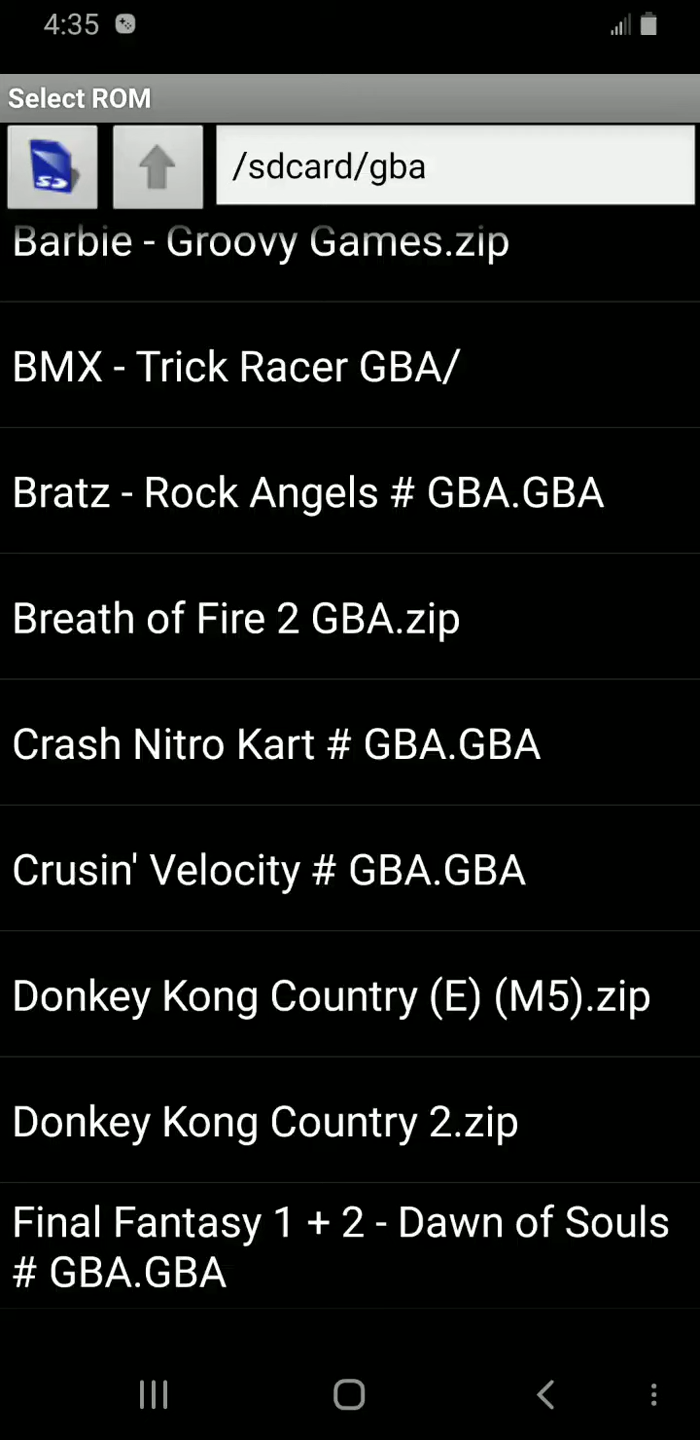 4:35
Select ROM
/sdcard/gba
Barbie - Groovy Games.zip
BMX - Trick Racer GBA/
Bratz - Rock Angels # GBA.GBA
Breath of Fire 2 GBA.zip
Crash Nitro Kart # GBA.GBA
Crusin' Velocity # GBA.GBA
Donkey Kong Country (E) (M5).zip
Donkey Kong Country 2.zip
Final Fantasy 1 + 2 - Dawn of Souls
# GBA.GBA